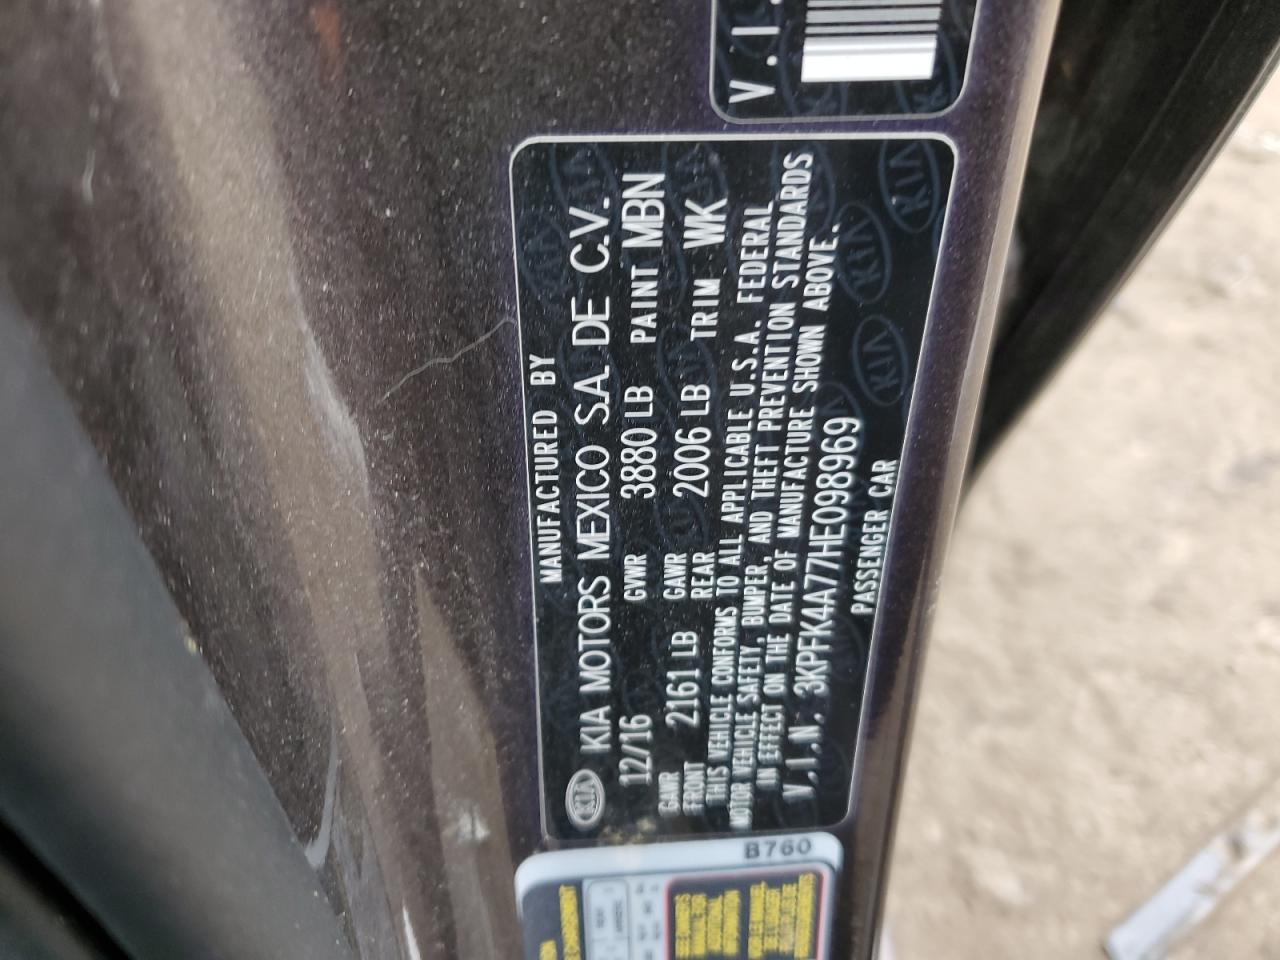 V.I.
MANUFACTURED BY
KIA KIA MOTORS MEXICO S.A. DE C.V.
12/16 GVWR 3880 LB PAINT MBN
GAWR FRONT 2161 LB GAWR REAR 2006 LB TRIM WK
THIS VEHICLE CONFORMS TO ALL APPLICABLE U.S.A. FEDERAL
MOTOR VEHICLE SAFETY, BUMPER, AND THEFT PREVENTION STANDARDS
IN EFFECT ON THE DATE OF MANUFACTURE SHOWN ABOVE.
V.I.N. 3KPFK4A77HE098969
PASSENGER CAR
B760